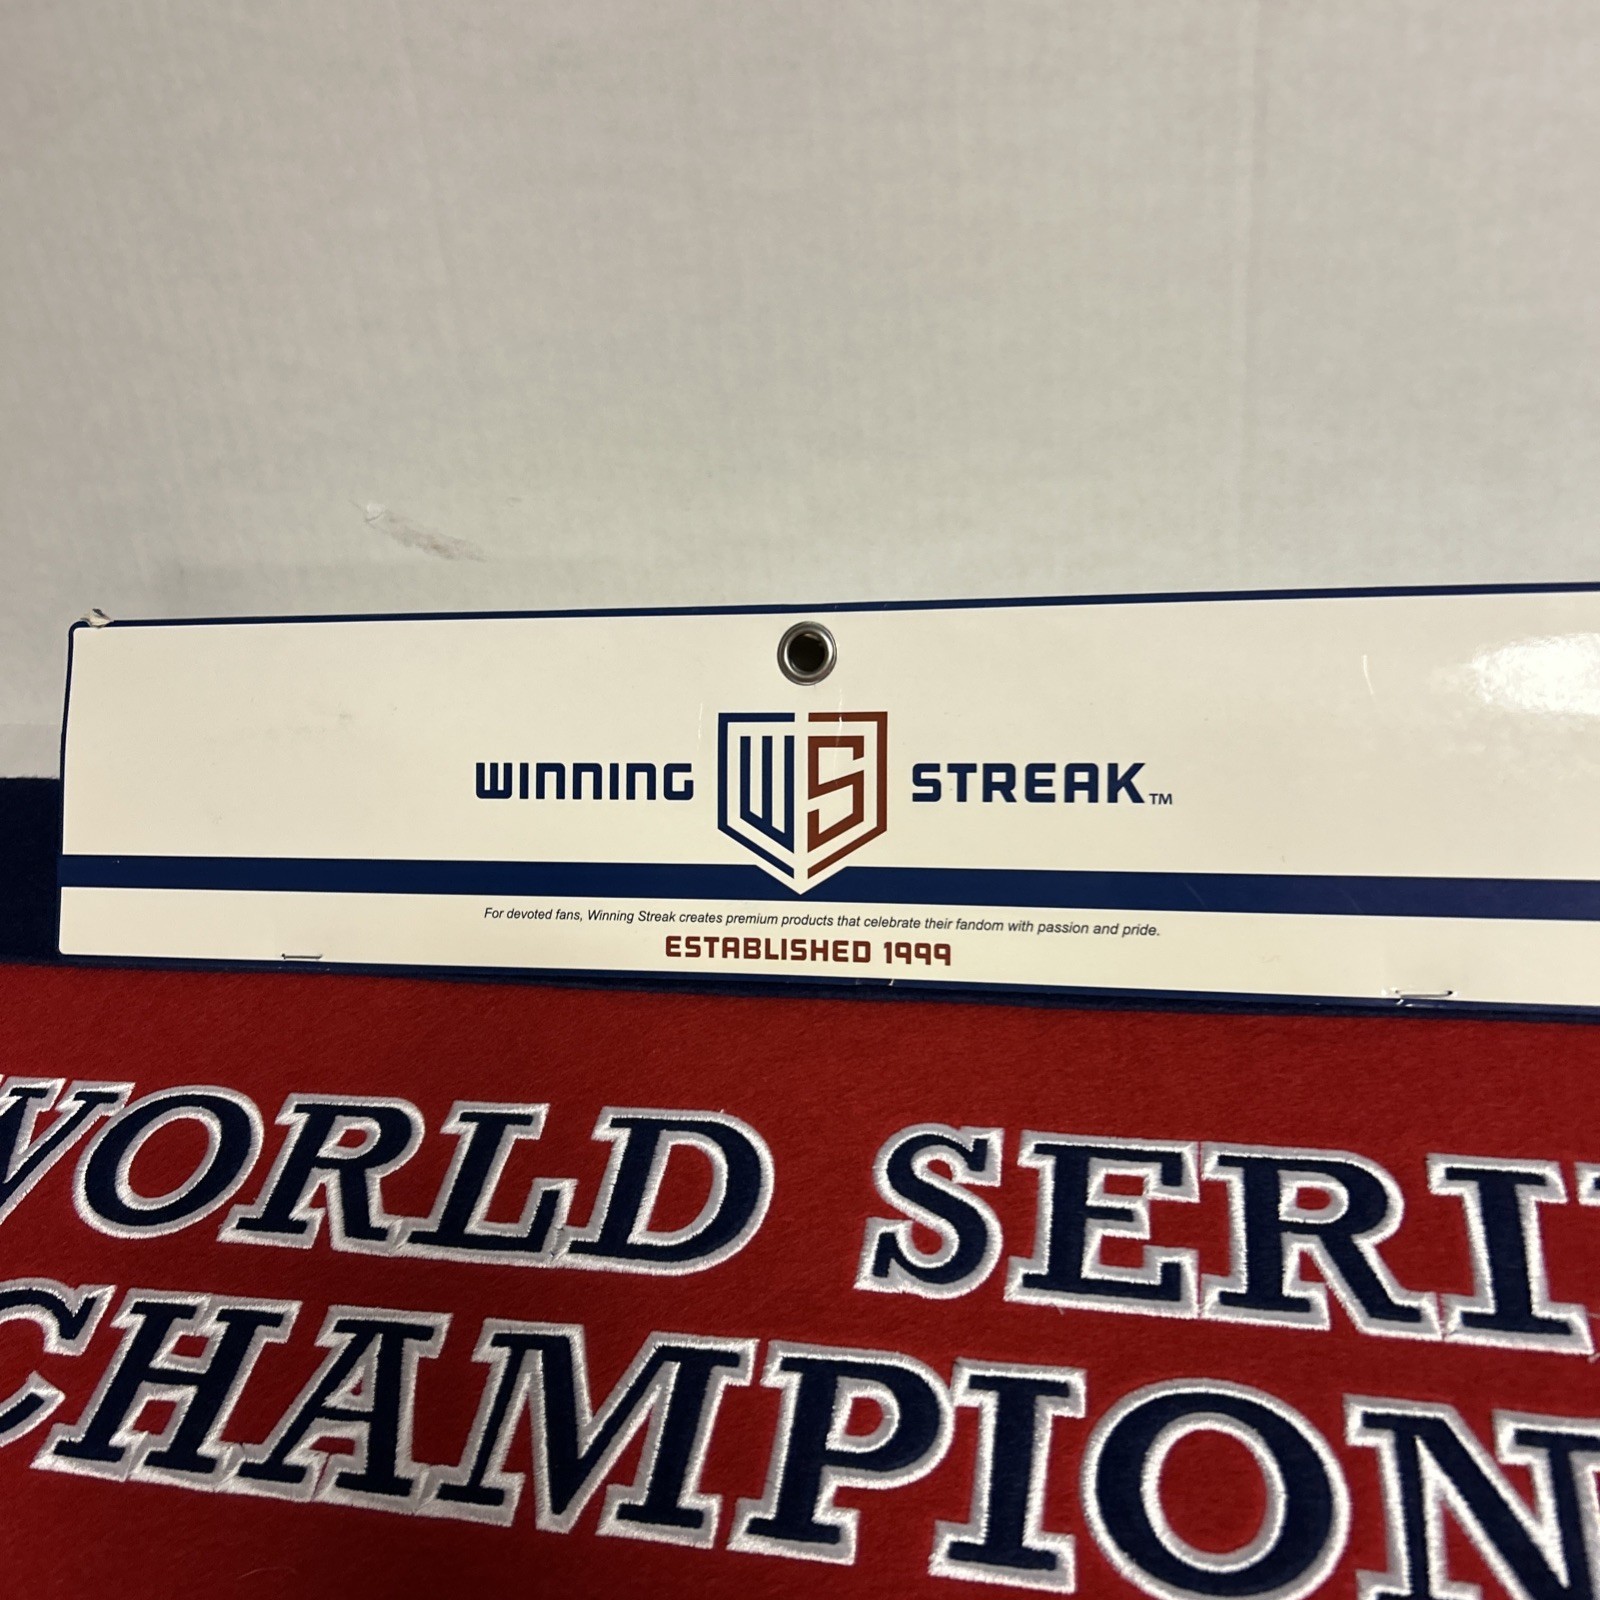 WINNING WS STREAK™
For devoted fans, Winning Streak creates premium products that celebrate their fandom with passion and pride.
ESTABLISHED 1999
WORLD SERI
CHAMPION